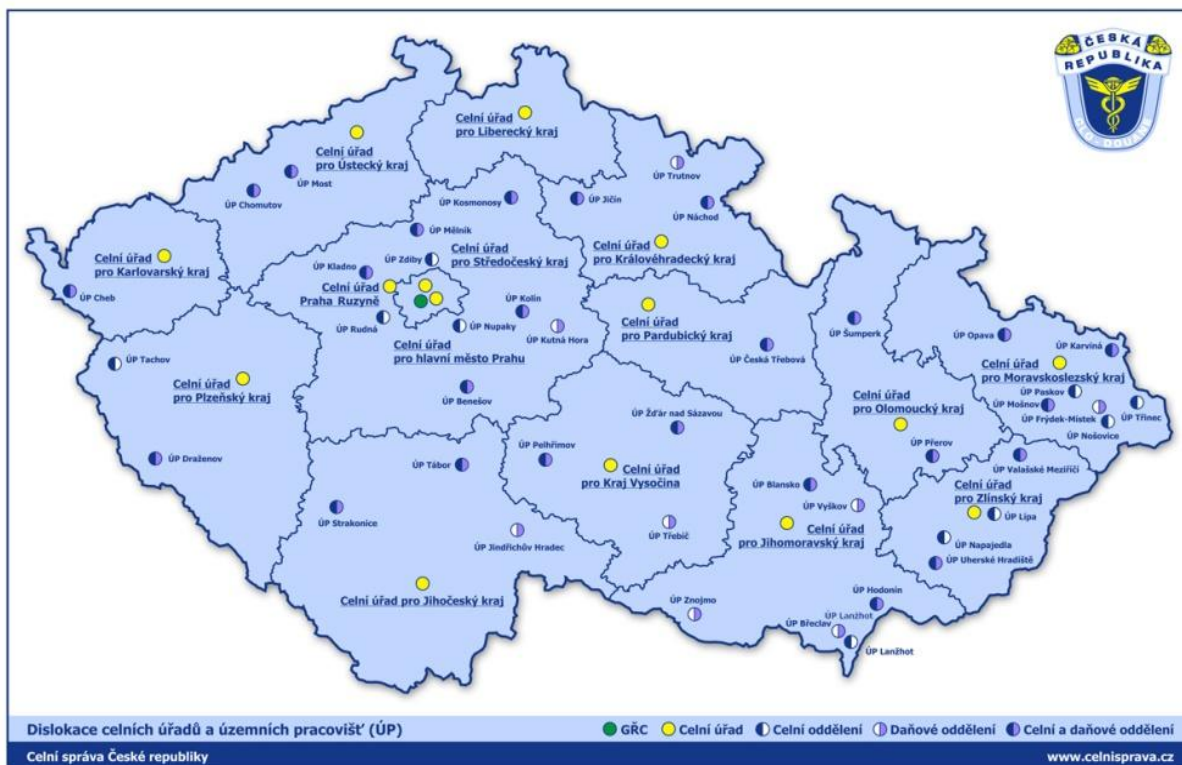 ČESKÁ
REPUBLIKA
CLO - DOUANE
Celní úřad
pro Liberecký kraj
Celní úřad
pro Ústecký kraj
ÚP Trutnov
ÚP Most
ÚP Chomutov
ÚP Kosmonosy
ÚP Jičín
ÚP Náchod
ÚP Mělník
Celní úřad
pro Karlovarský kraj
ÚP Zdiby
Celní úřad
pro Středočeský kraj
Celní úřad
pro Královéhradecký kraj
ÚP Kladno
ÚP Cheb
Celní úřad
Praha Ruzyně
ÚP Kolín
Celní úřad
pro Pardubický kraj
ÚP Šumperk
ÚP Opava
ÚP Rudná
ÚP Nupaky
ÚP Kutná Hora
ÚP Karviná
Celní úřad
pro hlavní město Prahu
ÚP Tachov
ÚP Česká Třebová
Celní úřad
pro Moravskoslezský kraj
Celní úřad
pro Plzeňský kraj
ÚP Benešov
ÚP Paskov
ÚP Mošnov
Celní úřad
pro Olomoucký kraj
ÚP Třinec
ÚP Frýdek-Místek
ÚP Žďár nad Sázavou
ÚP Nošovice
ÚP Pelhřimov
ÚP Přerov
ÚP Draženov
ÚP Tábor
Celní úřad
pro Kraj Vysočina
ÚP Valašské Meziříčí
ÚP Blansko
Celní úřad
pro Zlínský kraj
ÚP Strakonice
ÚP Vyškov
ÚP Lípa
ÚP Třebíč
Celní úřad
pro Jihomoravský kraj
ÚP Jindřichův Hradec
ÚP Napajedla
ÚP Uherské Hradiště
Celní úřad pro Jihočeský kraj
ÚP Hodonín
ÚP Znojmo
ÚP Lanžhot
ÚP Břeclav
ÚP Lanžhot
Dislokace celních úřadů a územních pracovišť (ÚP)
GŘC
Celní úřad
Celní oddělení
Daňové oddělení
Celní a daňové oddělení
Celní správa České republiky
www.celnisprava.cz